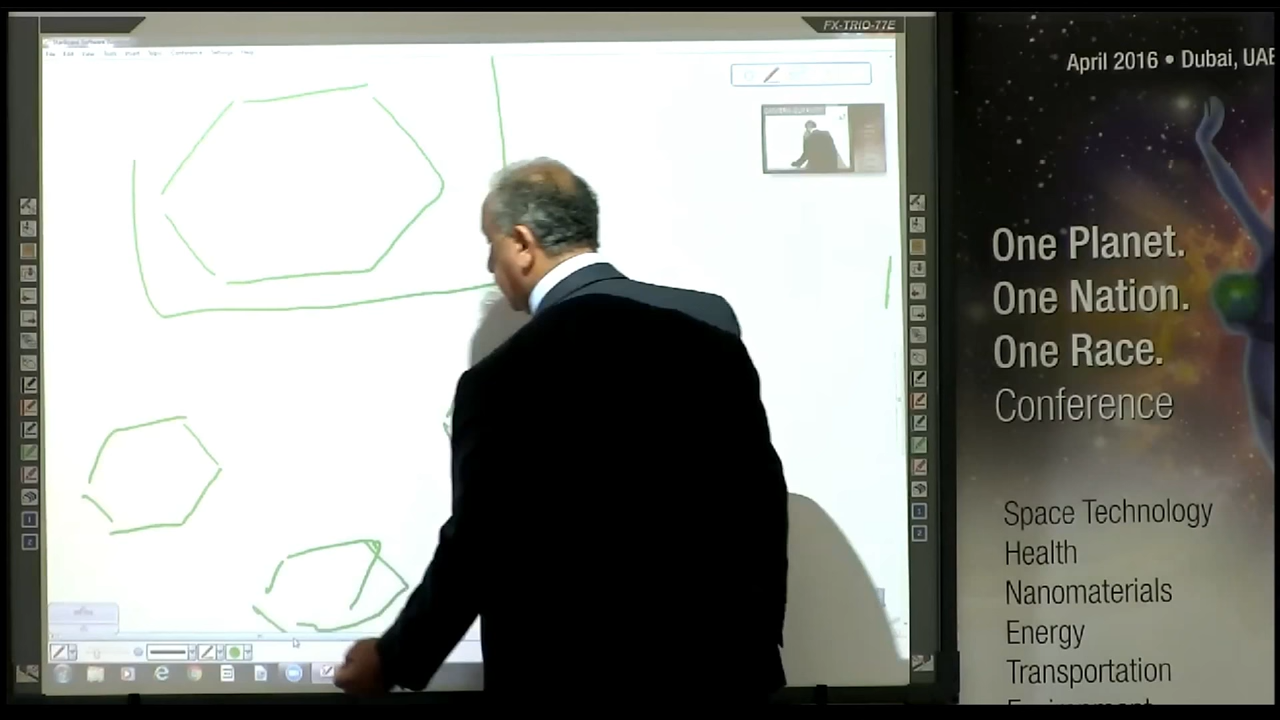 FX-TRIO-77E
April 2016 • Dubai, UAE
One Planet.
One Nation.
One Race.
Conference
Space Technology
Health
Nanomaterials
Energy
Transportation
Environment